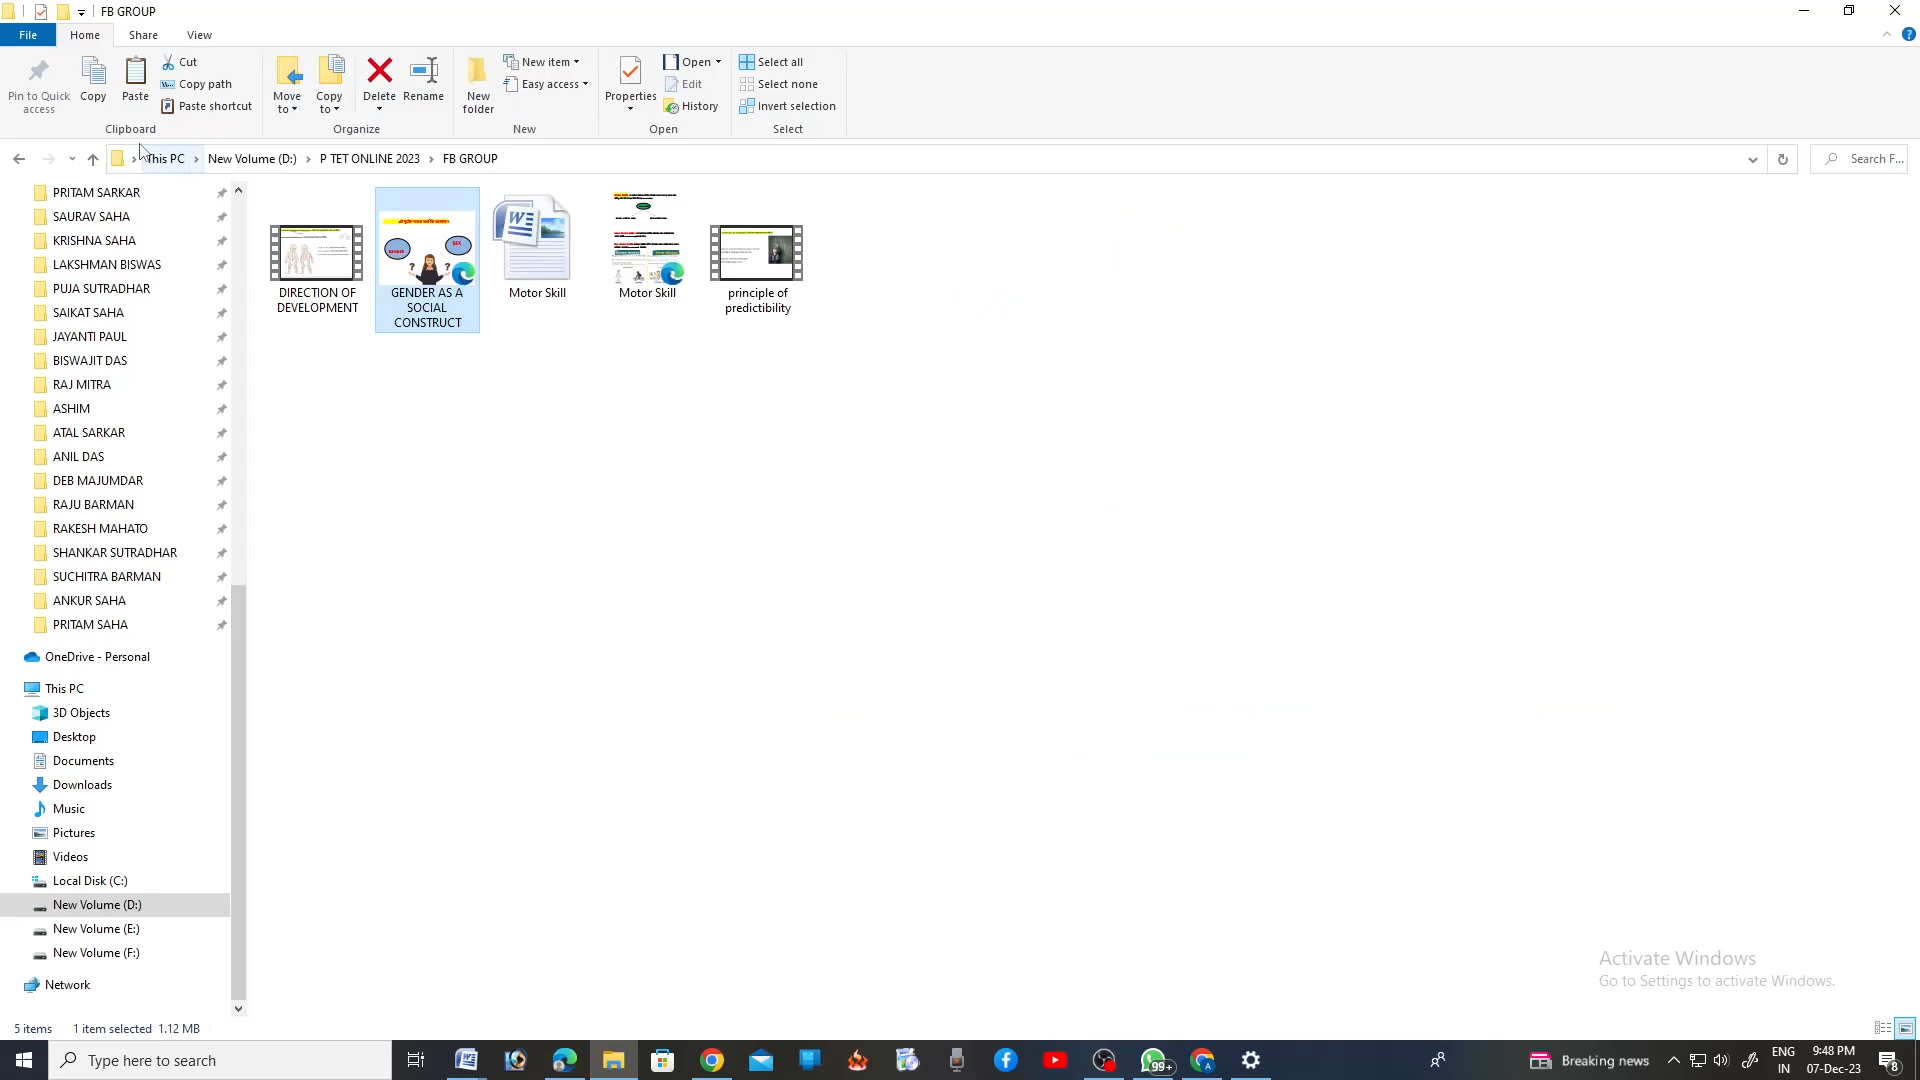 FB GROUP
File Home Share View
Pin to Quick access
Copy
Paste
Cut
Copy path
Paste shortcut
Clipboard
Move to
Copy to
Delete
Rename
Organize
New folder
New item
Easy access
New
Properties
Open
Edit
History
Open
Select all
Select none
Invert selection
Select
This PC New Volume (D:) P TET ONLINE 2023 FB GROUP
Search F...
PRITAM SARKAR
SAURAV SAHA
KRISHNA SAHA
LAKSHMAN BISWAS
PUJA SUTRADHAR
SAIKAT SAHA
JAYANTI PAUL
BISWAJIT DAS
RAJ MITRA
ASHIM
ATAL SARKAR
ANIL DAS
DEB MAJUMDAR
RAJU BARMAN
RAKESH MAHATO
SHANKAR SUTRADHAR
SUCHITRA BARMAN
ANKUR SAHA
PRITAM SAHA
OneDrive - Personal
This PC
3D Objects
Desktop
Documents
Downloads
Music
Pictures
Videos
Local Disk (C:)
New Volume (D:)
New Volume (E:)
New Volume (F:)
Network
DIRECTION OF
DEVELOPMENT
GENDER
SEX
GENDER AS A
SOCIAL
CONSTRUCT
Motor Skill
Motor Skill
principle of
predictibility
Activate Windows
Go to Settings to activate Windows.
5 items 1 item selected 1.12 MB
Type here to search
99+
Breaking news
ENG
IN
9:48 PM
07-Dec-23
8